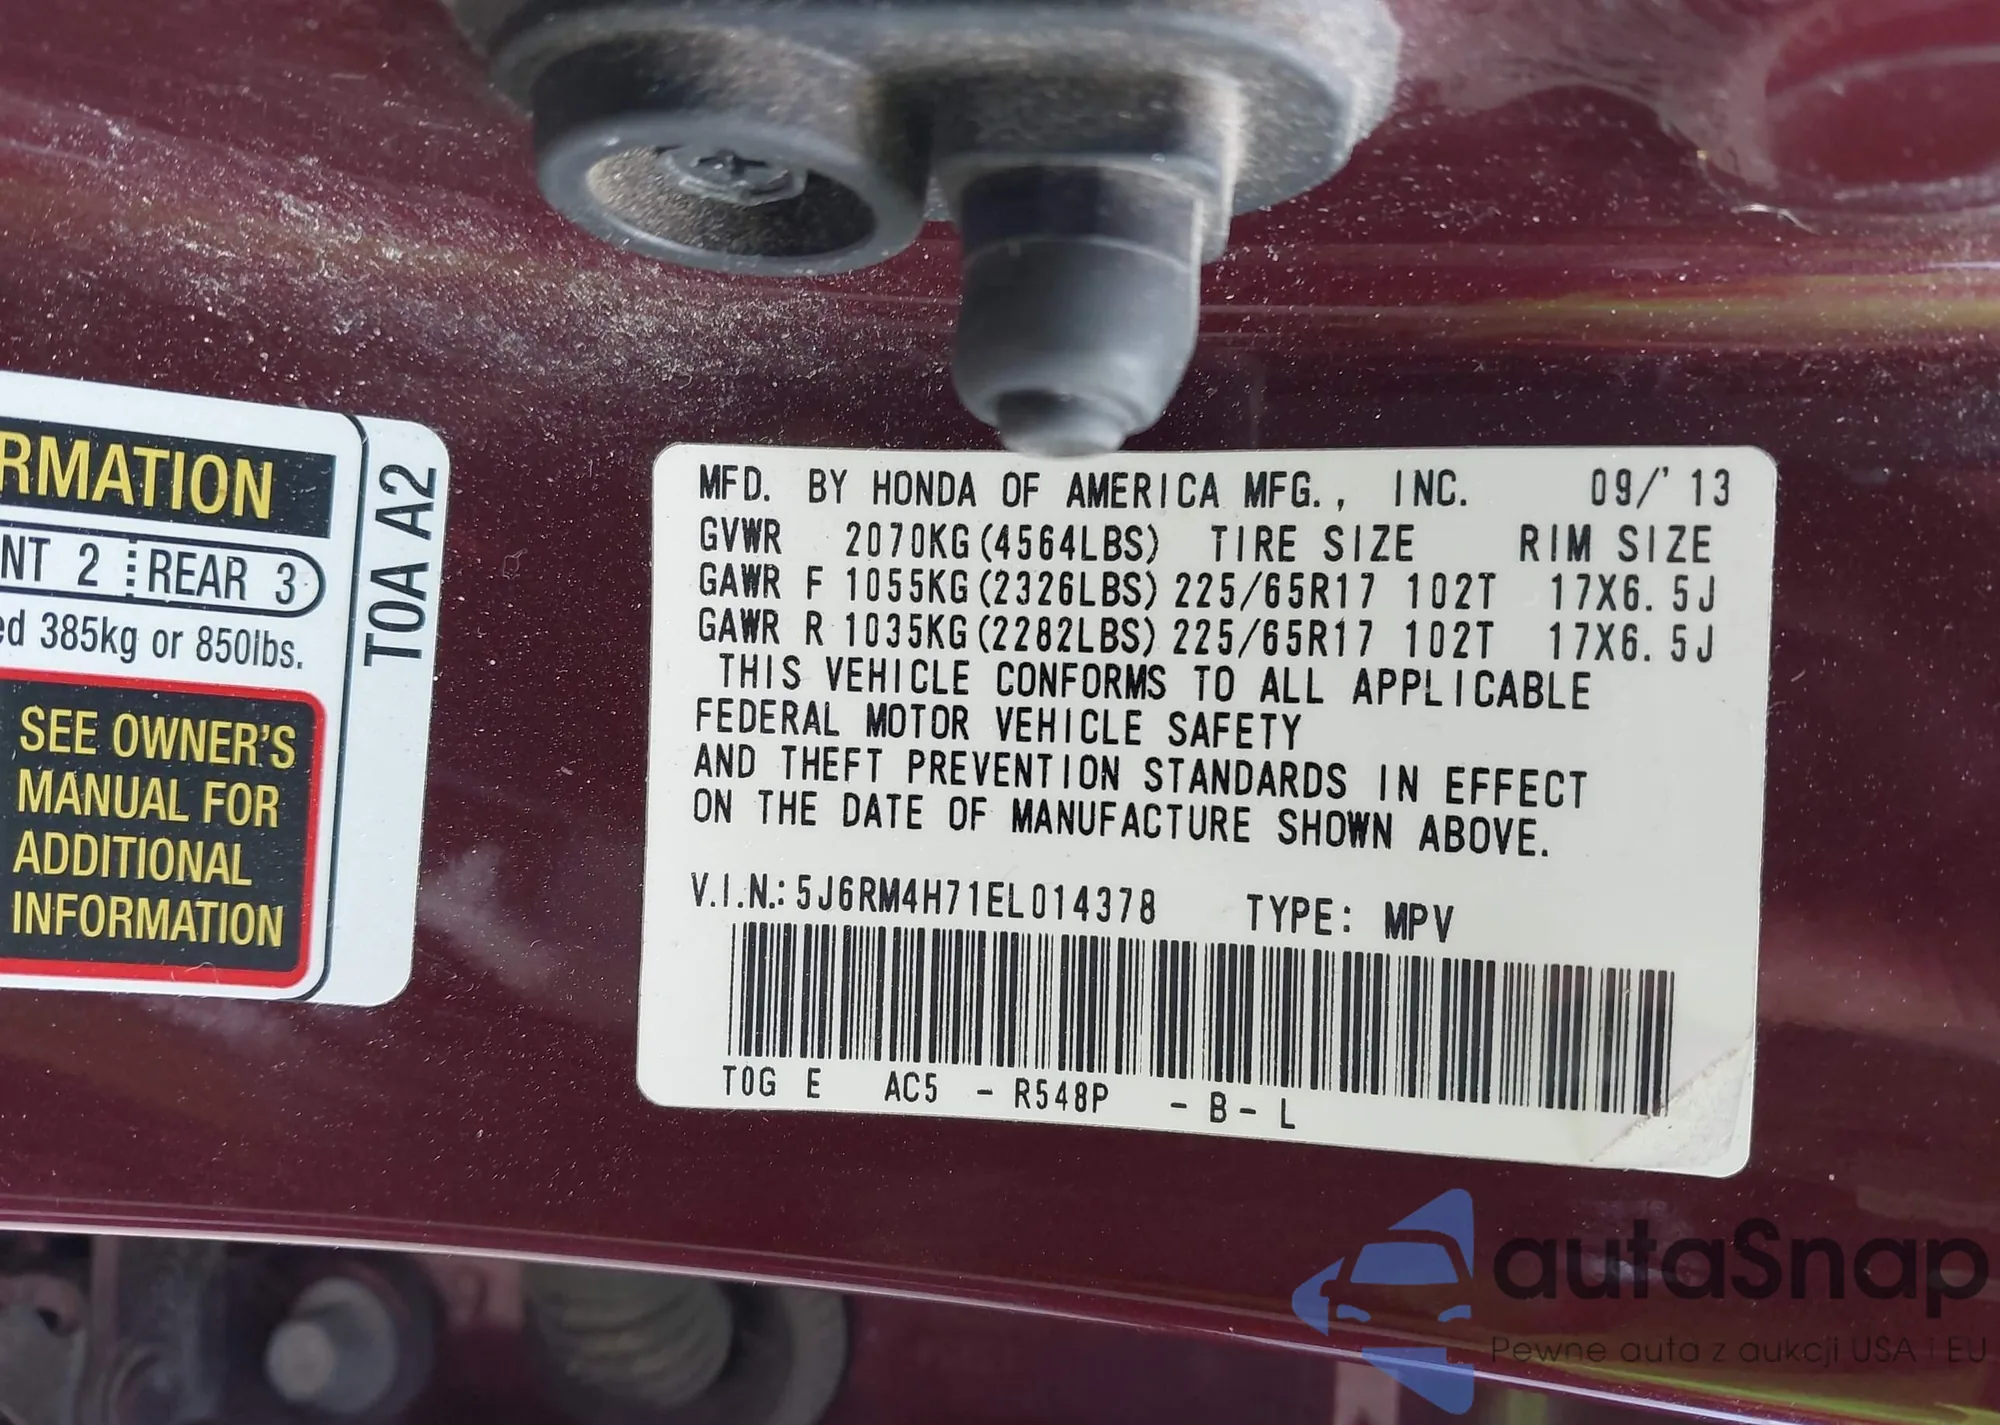 RMATION
NT 2 REAR 3
ed 385kg or 850lbs.
SEE OWNER'S
MANUAL FOR
ADDITIONAL
INFORMATION
T0A A2
MFD. BY HONDA OF AMERICA MFG., INC. 09/'13
GVWR 2070KG(4564LBS) TIRE SIZE RIM SIZE
GAWR F 1055KG(2326LBS) 225/65R17 102T 17X6.5J
GAWR R 1035KG(2282LBS) 225/65R17 102T 17X6.5J
THIS VEHICLE CONFORMS TO ALL APPLICABLE
FEDERAL MOTOR VEHICLE SAFETY
AND THEFT PREVENTION STANDARDS IN EFFECT
ON THE DATE OF MANUFACTURE SHOWN ABOVE.
V.I.N.: 5J6RM4H71EL014378 TYPE: MPV
T0G E AC5 - R548P - B - L
autaSnap
Pewne auta z aukcji USA i EU